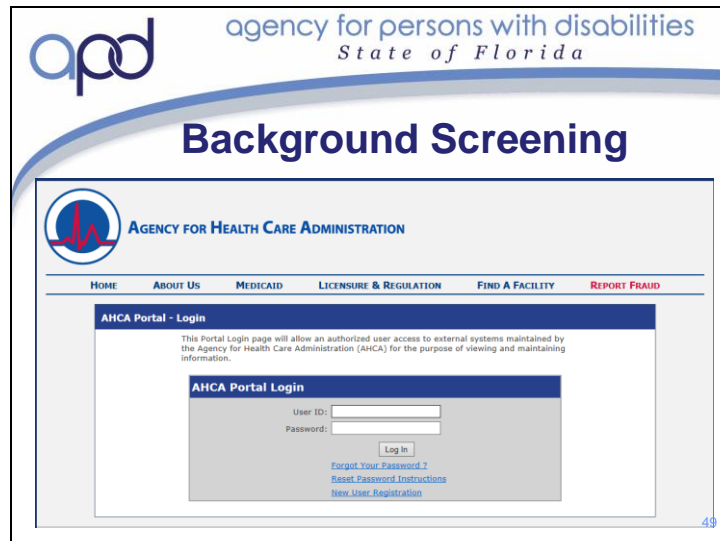 apd
agency for persons with disabilities
State of Florida
Background Screening
AGENCY FOR HEALTH CARE ADMINISTRATION
HOME ABOUT US MEDICAID LICENSURE & REGULATION FIND A FACILITY REPORT FRAUD
AHCA Portal - Login
This Portal Login page will allow an authorized user access to external systems maintained by
the Agency for Health Care Administration (AHCA) for the purpose of viewing and maintaining
information.
AHCA Portal Login
User ID:
Password:
Log In
Forgot Your Password ?
Reset Password Instructions
New User Registration
49